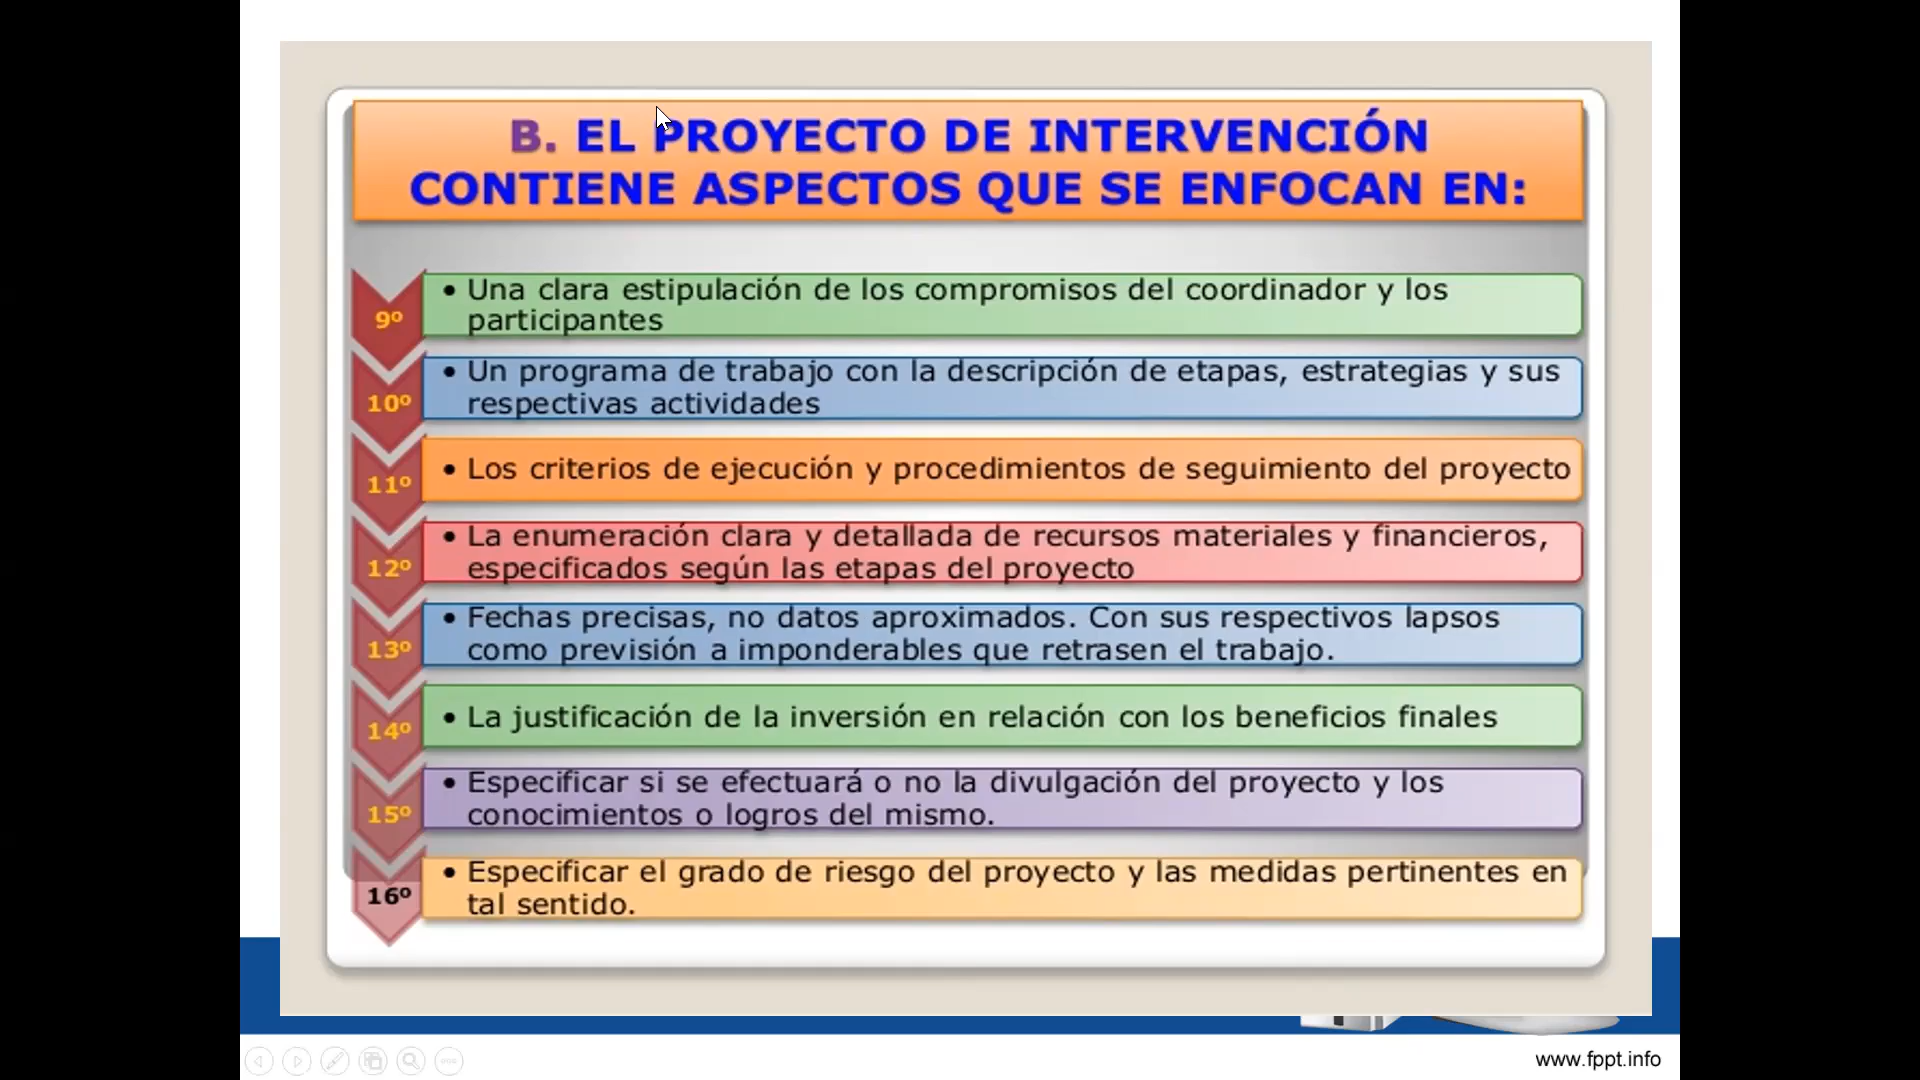 B. EL PROYECTO DE INTERVENCIÓN
CONTIENE ASPECTOS QUE SE ENFOCAN EN:
9º
• Una clara estipulación de los compromisos del coordinador y los
participantes
10º
• Un programa de trabajo con la descripción de etapas, estrategias y sus
respectivas actividades
11º
• Los criterios de ejecución y procedimientos de seguimiento del proyecto
12º
• La enumeración clara y detallada de recursos materiales y financieros,
especificados según las etapas del proyecto
13º
• Fechas precisas, no datos aproximados. Con sus respectivos lapsos
como previsión a imponderables que retrasen el trabajo.
14º
• La justificación de la inversión en relación con los beneficios finales
15º
• Especificar si se efectuará o no la divulgación del proyecto y los
conocimientos o logros del mismo.
16º
• Especificar el grado de riesgo del proyecto y las medidas pertinentes en
tal sentido.
www.fppt.info